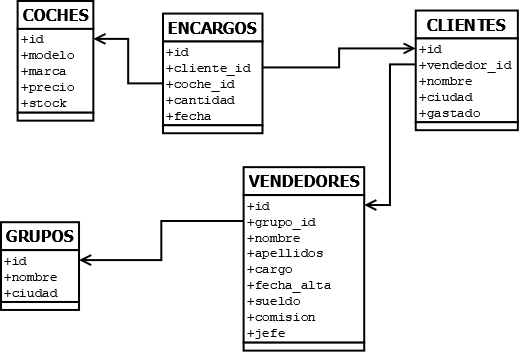 COCHES
+id
+modelo
+marca
+precio
+stock
ENCARGOS
+id
+cliente_id
+coche_id
+cantidad
+fecha
CLIENTES
+id
+vendedor_id
+nombre
+ciudad
+gastado
VENDEDORES
+id
+grupo_id
+nombre
+apellidos
+cargo
+fecha_alta
+sueldo
+comision
+jefe
GRUPOS
+id
+nombre
+ciudad